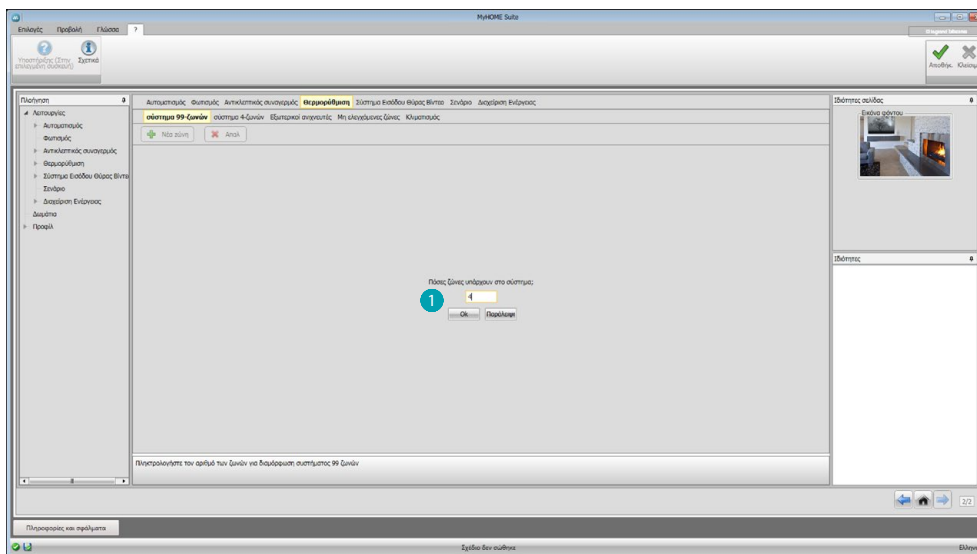 MyHOME Suite
Επιλογές Προβολή Γλώσσα ?
Υποστήριξης (Στην επιλεγμένη συσκευή)
Σχετικά
Αποθήκ. Κλείσιμ
Πλοήγηση
Λειτουργίες
Αυτοματισμός
Φωτισμός
Αντικλεπτικός συναγερμός
Θερμορύθμιση
Σύστημα Εισόδου Θύρας Βίντε
Σενάριο
Διαχείριση Ενέργειας
Δωμάτια
Προφίλ
Αυτοματισμός Φωτισμός Αντικλεπτικός συναγερμός Θερμορύθμιση Σύστημα Εισόδου Θύρας Βίντεο Σενάριο Διαχείριση Ενέργειας
σύστημα 99-ζωνών σύστημα 4-ζωνών Εξωτερικοί ανιχνευτές Μη ελεγχόμενες ζώνες Κλιματισμός
Νέα ζώνη Απαλ
Πόσες ζώνες υπάρχουν στο σύστημα;
1
4
Ok Παράλειψη
Πληκτρολογήστε τον αριθμό των ζωνών για διαμόρφωση συστήματος 99 ζωνών
Ιδιότητες σελίδας
Εικόνα φόντου
Ιδιότητες
2/2
Πληροφορίες και σφάλματα
Σχέδιο δεν σώθηκε
Ελλην